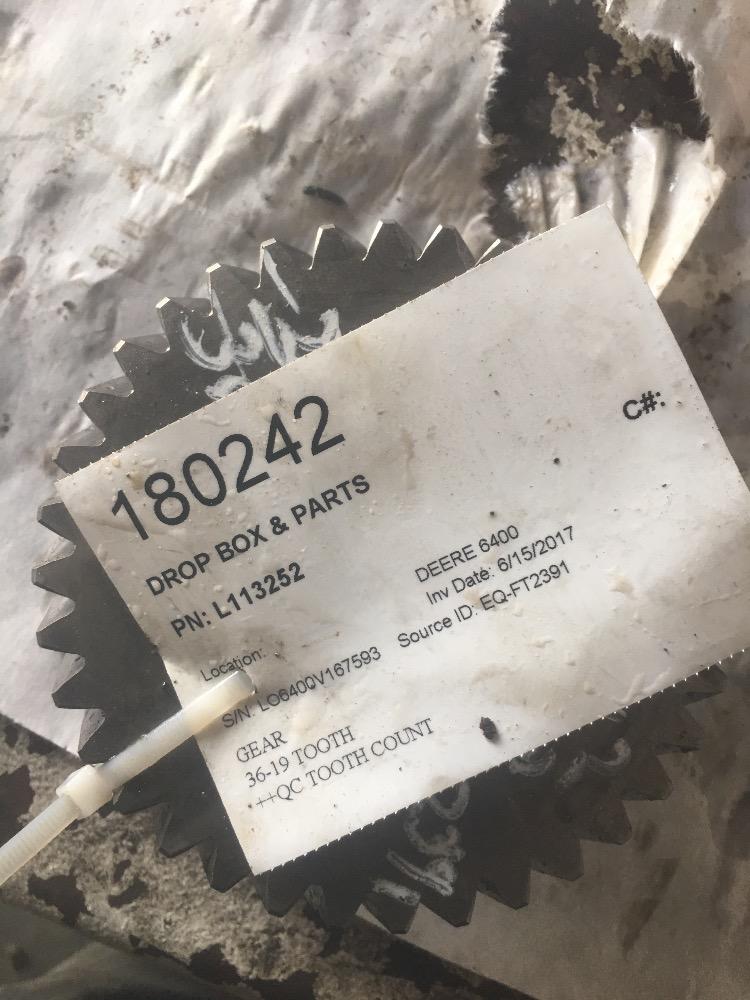 180242
C#:
DROP BOX & PARTS
PN: L113252
DEERE 6400
Inv Date: 6/15/2017
Source ID: EQ-FT2391
Location:
S/N: LO6400V167593
GEAR
36-19 TOOTH
++QC TOOTH COUNT